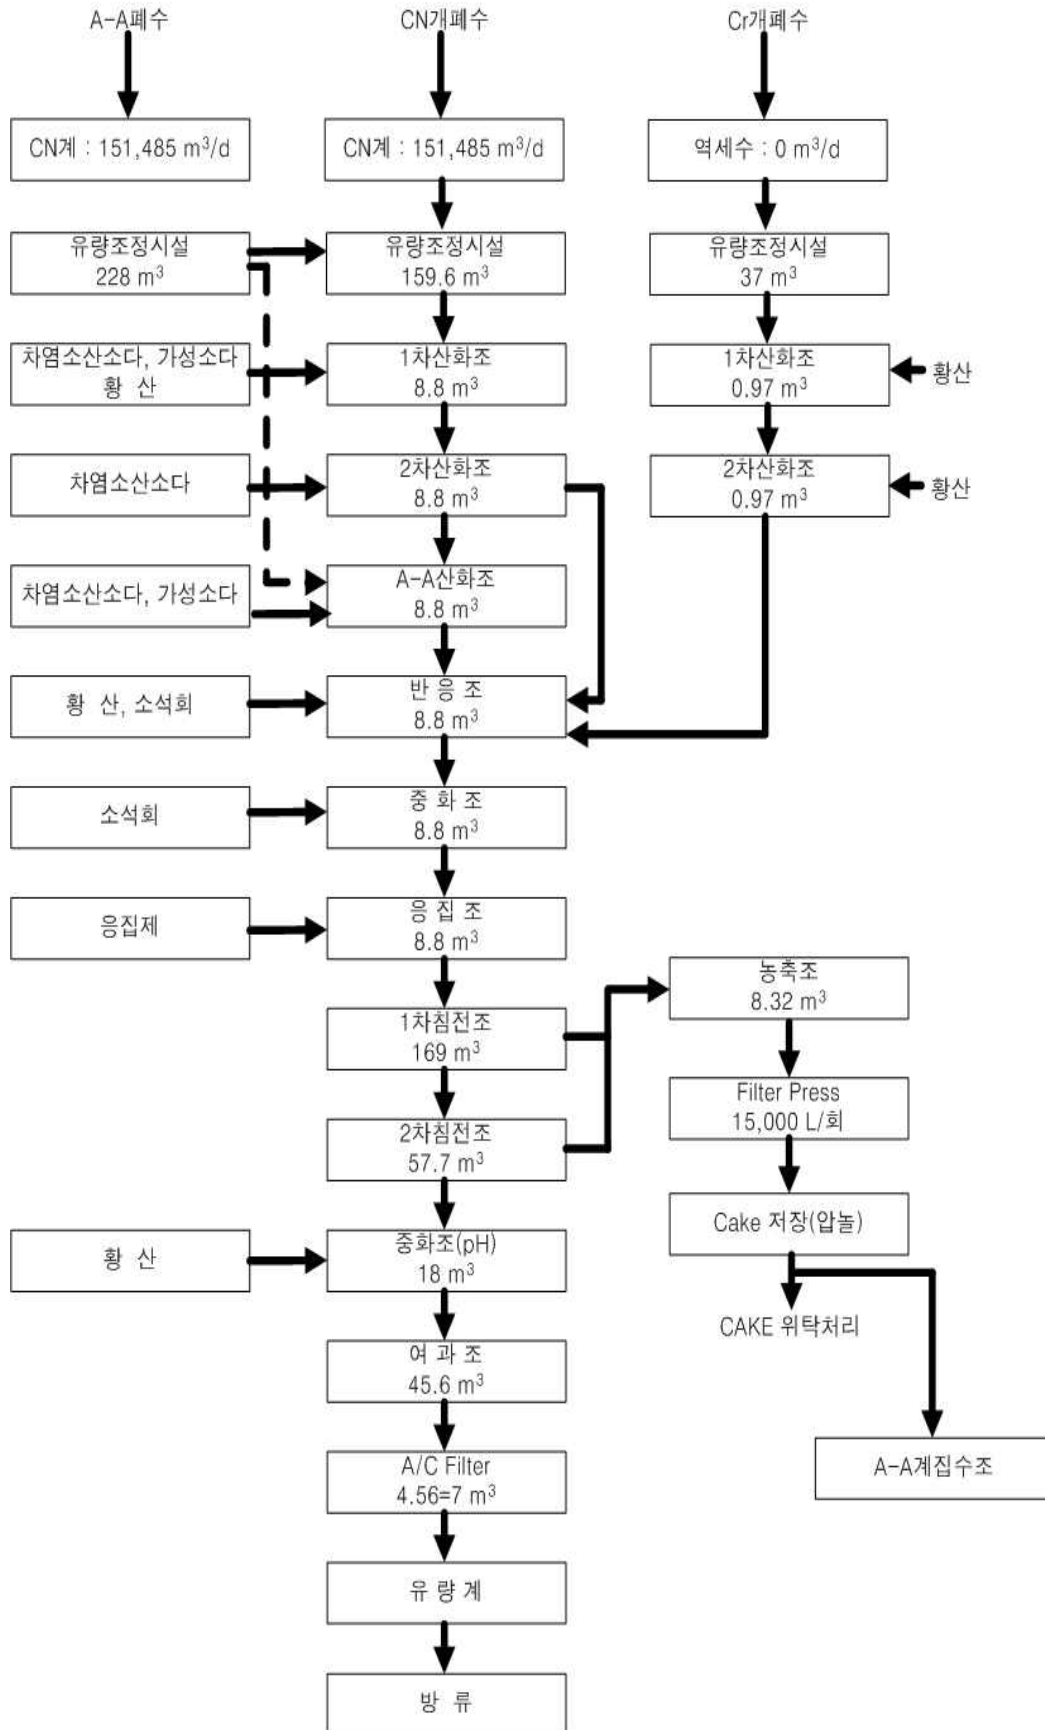 A-A폐수
CN개폐수
Cr개폐수
CN계 : 151,485 m³/d
CN계 : 151,485 m³/d
역세수 : 0 m³/d
유량조정시설
228 m³
유량조정시설
159.6 m³
유량조정시설
37 m³
차염소산소다, 가성소다
황 산
1차산화조
8.8 m³
1차산화조
0.97 m³
황산
차염소산소다
2차산화조
8.8 m³
2차산화조
0.97 m³
황산
차염소산소다, 가성소다
A-A산화조
8.8 m³
황 산, 소석회
반 응 조
8.8 m³
소석회
중 화 조
8.8 m³
응집제
응 집 조
8.8 m³
농축조
8.32 m³
1차침전조
169 m³
Filter Press
15,000 L/회
2차침전조
57.7 m³
Cake 저장(압놀)
황 산
중화조(pH)
18 m³
CAKE 위탁처리
여 과 조
45.6 m³
A/C Filter
4.56=7 m³
A-A계집수조
유 량 계
방 류